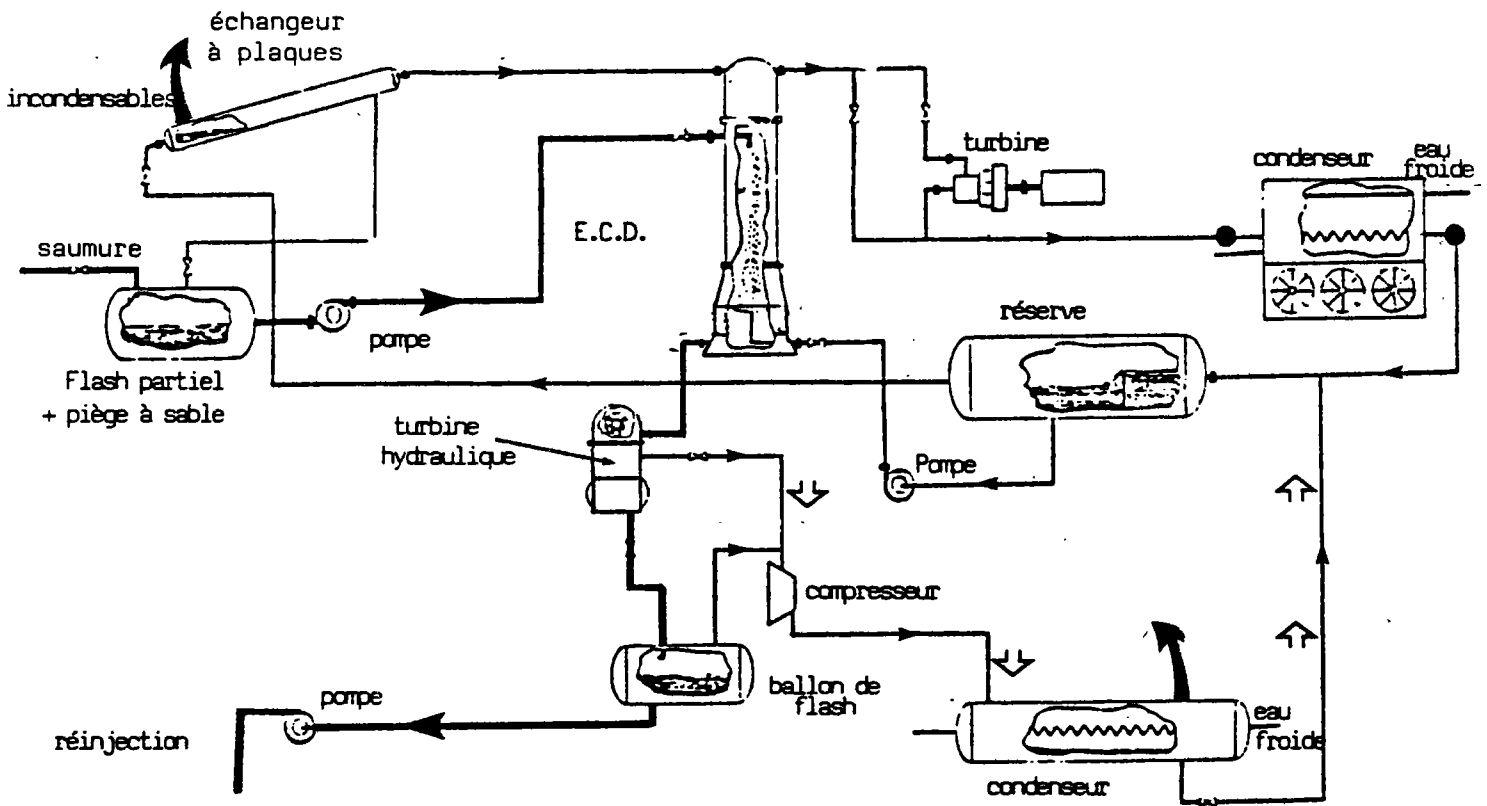 échangeur
à plaques
incondensables
turbine
condenseur
eau
froide
saumure
E.C.D.
pompe
réserve
Flash partiel
+ piège à sable
turbine
hydraulique
Pompe
compresseur
ballon de
flash
pompe
réinjection
eau
froide
condenseur